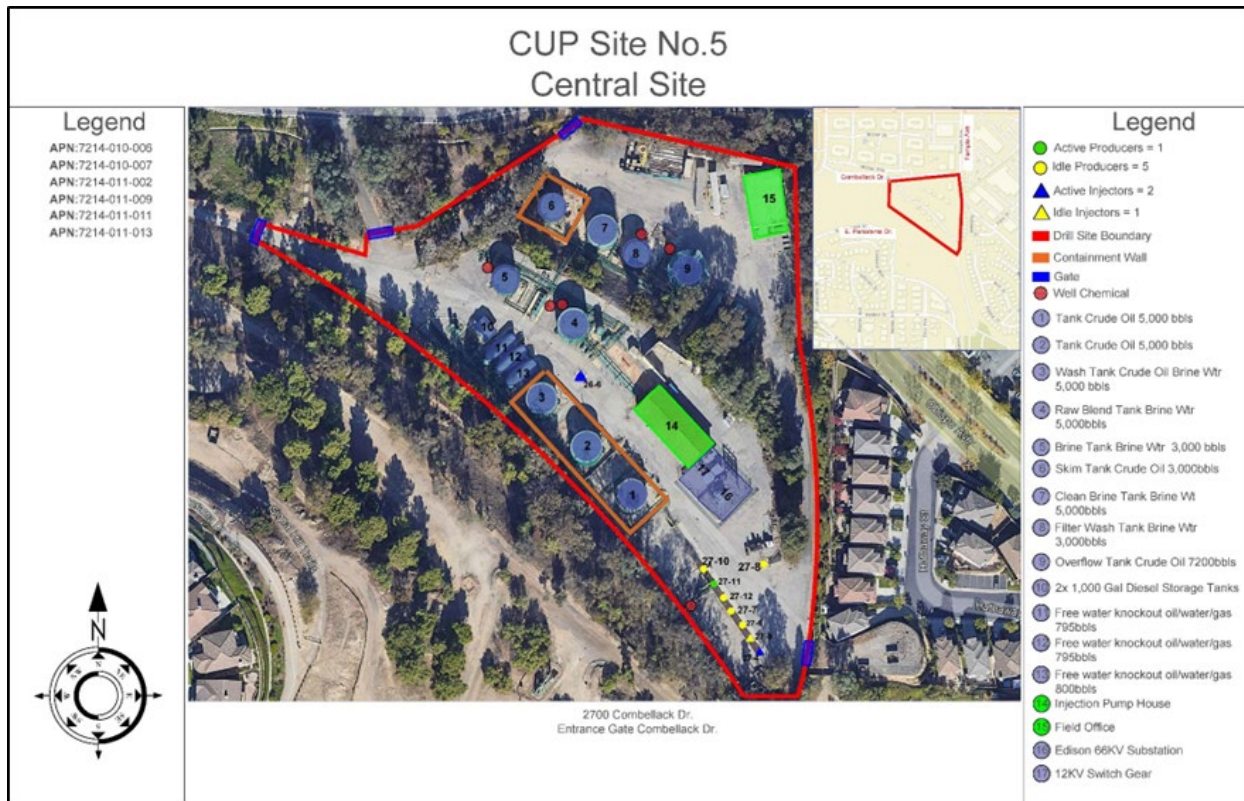 CUP Site No.5
Central Site
Legend
APN:7214-010-006
APN:7214-010-007
APN:7214-011-002
APN:7214-011-009
APN:7214-011-011
APN:7214-011-013
6
7
8
9
15
5
4
10
11
12
13
26-6
3
2
1
14
17
16
27-10
27-8
27-11
27-12
27-7
Hathaway Ct
Combellack Dr.
2700 Combellack Dr.
Entrance Gate Combellack Dr.
N
Legend
Active Producers = 1
Idle Producers = 5
Active Injectors = 2
Idle Injectors = 1
Drill Site Boundary
Containment Wall
Gate
Well Chemical
1 Tank Crude Oil 5,000 bbls
2 Tank Crude Oil 5,000 bbls
3 Wash Tank Crude Oil Brine Wtr
5,000 bbls
4 Raw Blend Tank Brine Wtr
5,000bbls
5 Brine Tank Brine Wtr 3,000 bbls
6 Skim Tank Crude Oil 3,000bbls
7 Clean Brine Tank Brine Wt
5,000bbls
8 Filter Wash Tank Brine Wtr
3,000bbls
9 Overflow Tank Crude Oil 7200bbls
10 2x 1,000 Gal Diesel Storage Tanks
11 Free water knockout oil/water/gas
795bbls
12 Free water knockout oil/water/gas
795bbls
13 Free water knockout oil/water/gas
800bbls
14 Injection Pump House
15 Field Office
16 Edison 66KV Substation
17 12KV Switch Gear